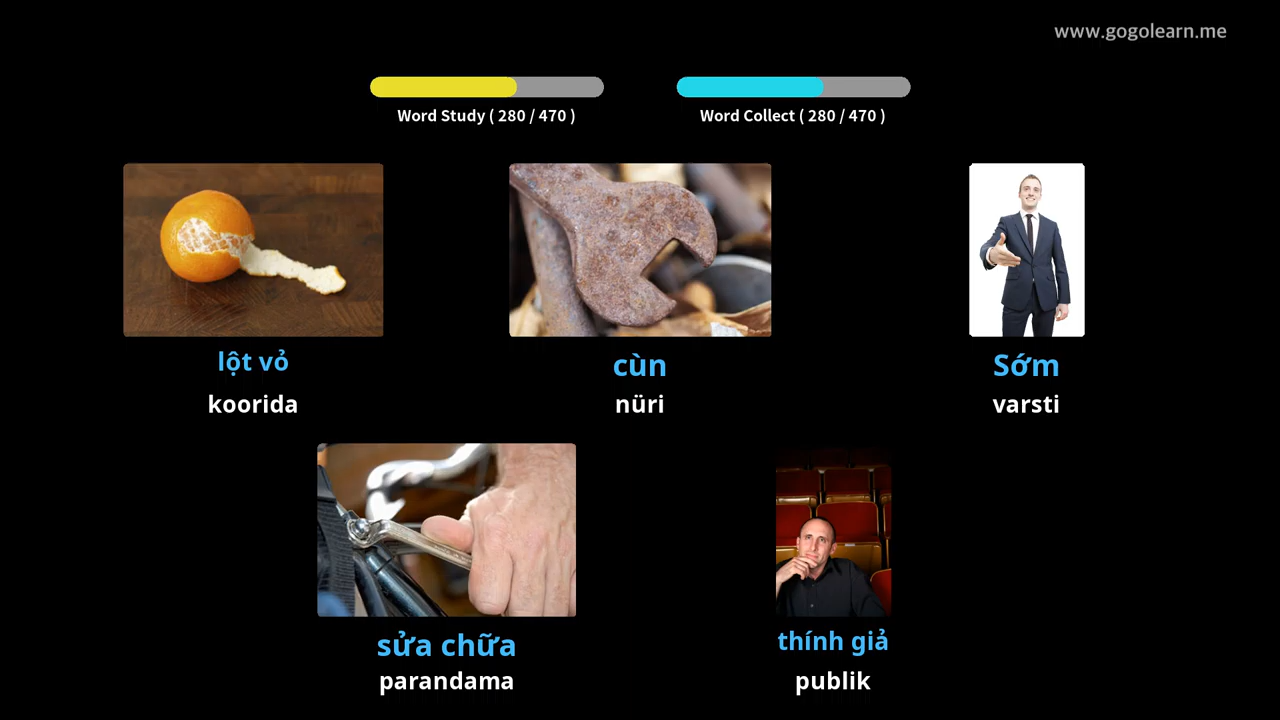 www.gogolearn.me
Word Study ( 280 / 470 )
Word Collect ( 280 / 470 )
lột vỏ
koorida
cùn
nüri
Sớm
varsti
sửa chữa
parandama
thính giả
publik